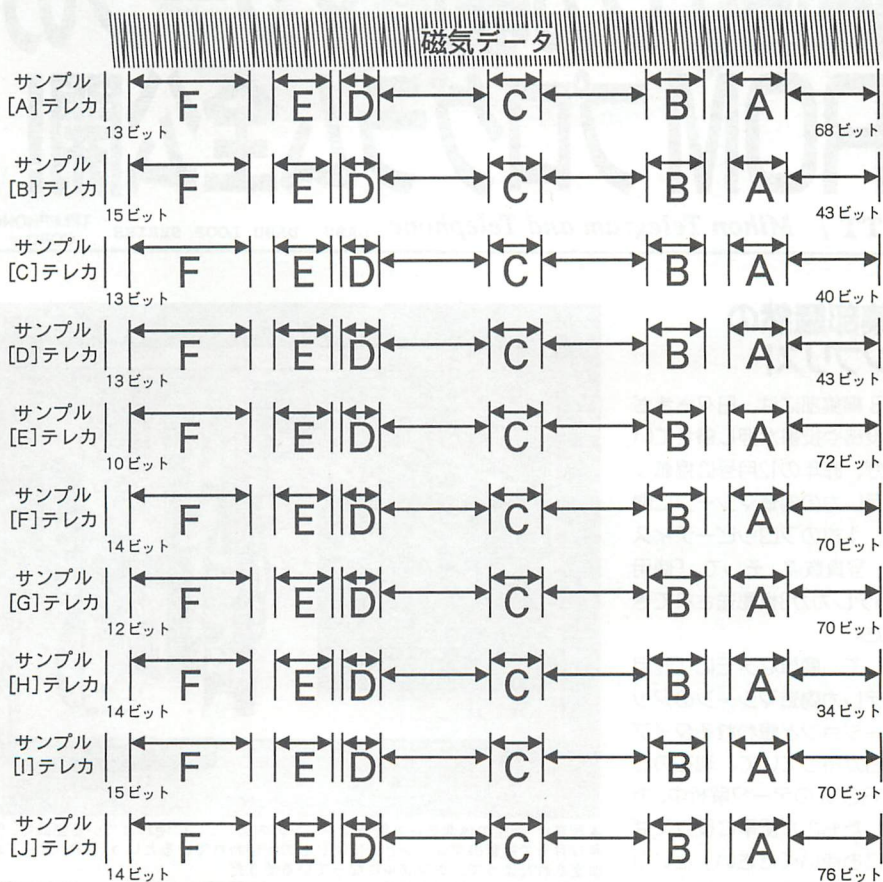 磁気データ
サンプル
[A]テレカ
F E D C B A
13ビット 68ビット
サンプル
[B]テレカ
F E D C B A
15ビット 43ビット
サンプル
[C]テレカ
F E D C B A
13ビット 40ビット
サンプル
[D]テレカ
F E D C B A
13ビット 43ビット
サンプル
[E]テレカ
F E D C B A
10ビット 72ビット
サンプル
[F]テレカ
F E D C B A
14ビット 70ビット
サンプル
[G]テレカ
F E D C B A
12ビット 70ビット
サンプル
[H]テレカ
F E D C B A
14ビット 34ビット
サンプル
[I]テレカ
F E D C B A
15ビット 70ビット
サンプル
[J]テレカ
F E D C B A
14ビット 76ビット